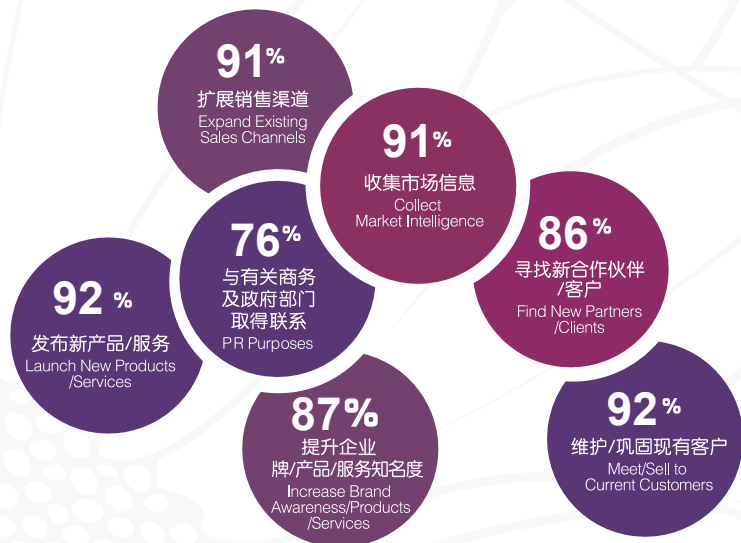 91%
扩展销售渠道
Expand Existing
Sales Channels
91%
收集市场信息
Collect
Market Intelligence
76%
与有关商务
及政府部门
取得联系
PR Purposes
86%
寻找新合作伙伴
/客户
Find New Partners
/Clients
92 %
发布新产品/服务
Launch New Products
/Services
87%
提升企业
牌/产品/服务知名度
Increase Brand
Awareness/Products
/Services
92%
维护/巩固现有客户
Meet/Sell to
Current Customers